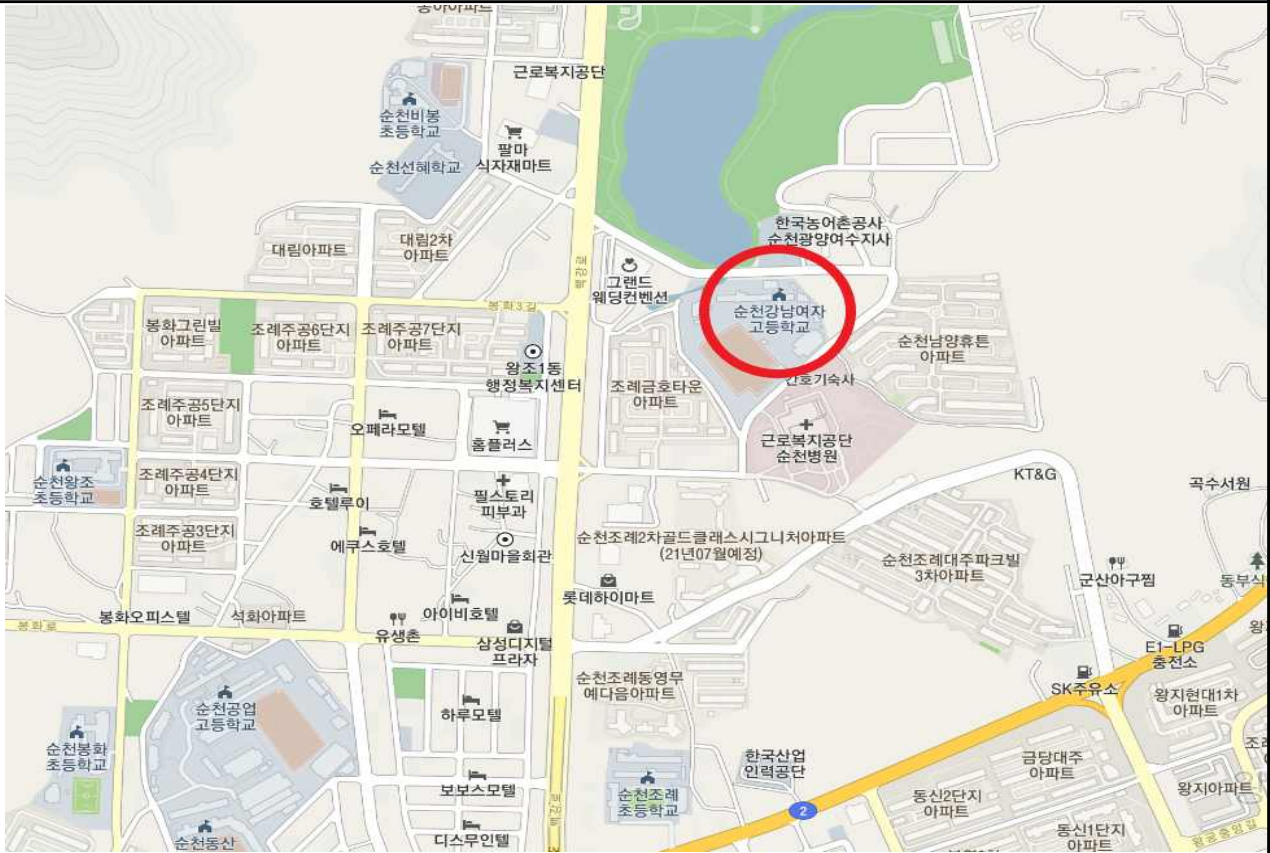 동아아파트
근로복지공단
순천비봉
초등학교
팔마
식자재마트
순천선혜학교
한국농어촌공사
순천광양여수지사
대림아파트
대림2차
아파트
백강로
그랜드
웨딩컨벤션
봉화3길
순천강남여자
고등학교
봉화그린빌
아파트
조례주공6단지
아파트
조례주공7단지
아파트
순천남양휴튼
아파트
왕조1동
행정복지센터
조례금호타운
아파트
간호기숙사
조례주공5단지
아파트
오페라모텔
홈플러스
근로복지공단
순천병원
순천왕조
초등학교
조례주공4단지
아파트
호텔루이
필스토리
피부과
KT&G
곡수서원
조례주공3단지
아파트
에쿠스호텔
신월마을회관
순천조례2차골드클래스시그니처아파트
(21년07월예정)
순천조례대주파크빌
3차아파트
군산아구찜
동부식
롯데하이마트
봉화오피스텔
석화아파트
아이비호텔
봉화로
유생촌
삼성디지털
프라자
왕
E1-LPG
충전소
순천조례동영무
예다음아파트
SK주유소
왕지현대1차
아파트
순천공업
고등학교
하루모텔
순천봉화
초등학교
한국산업
인력공단
금당대주
아파트
조례
보보스모텔
순천조례
초등학교
왕지아파트
동신2단지
아파트
백강로
2
순천동산
디스무인텔
동신1단지
아파트
왕궁중앙길